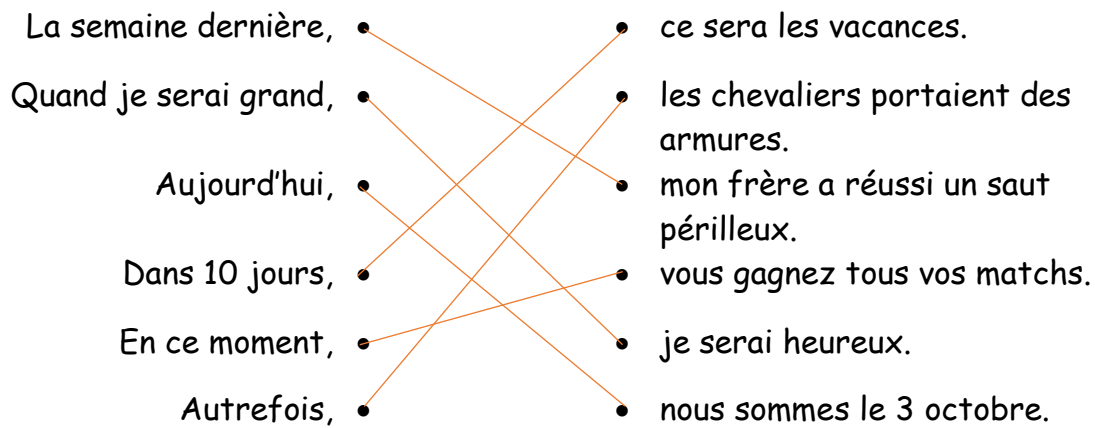 La semaine dernière, ce sera les vacances.
Quand je serai grand, les chevaliers portaient des
armures.
Aujourd'hui, mon frère a réussi un saut
périlleux.
Dans 10 jours, vous gagnez tous vos matchs.
En ce moment, je serai heureux.
Autrefois, nous sommes le 3 octobre.